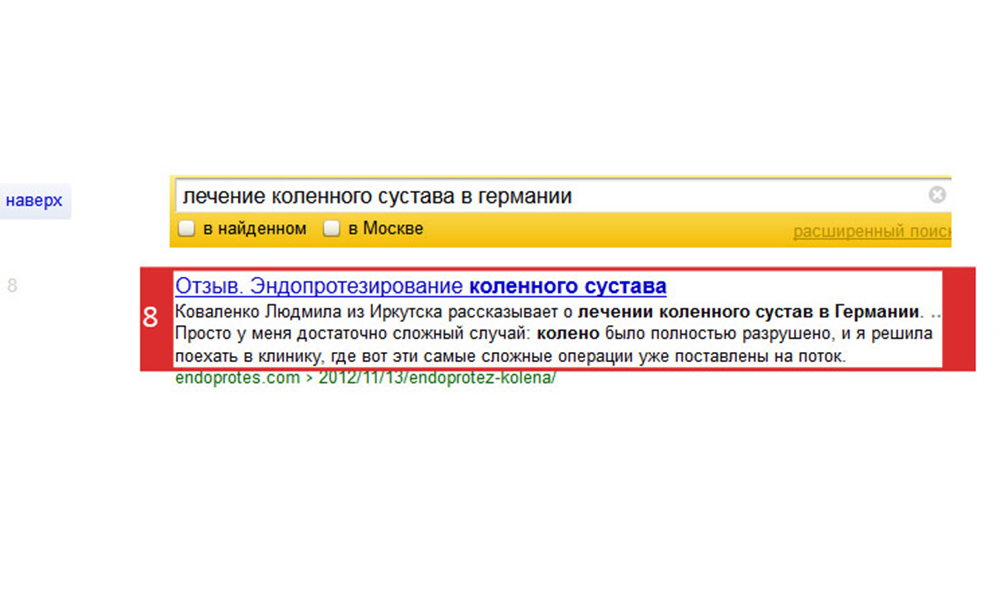 лечение коленного сустава в германии
наверх
в найденном в Москве расширенный поиск
8 Отзыв. Эндопротезирование коленного сустава
8 Коваленко Людмила из Иркутска рассказывает о лечении коленного сустав в Германии. ..
Просто у меня достаточно сложный случай: колено было полностью разрушено, и я решила
поехать в клинику, где вот эти самые сложные операции уже поставлены на поток.
endoprotes.com › 2012/11/13/endoprotez-kolena/